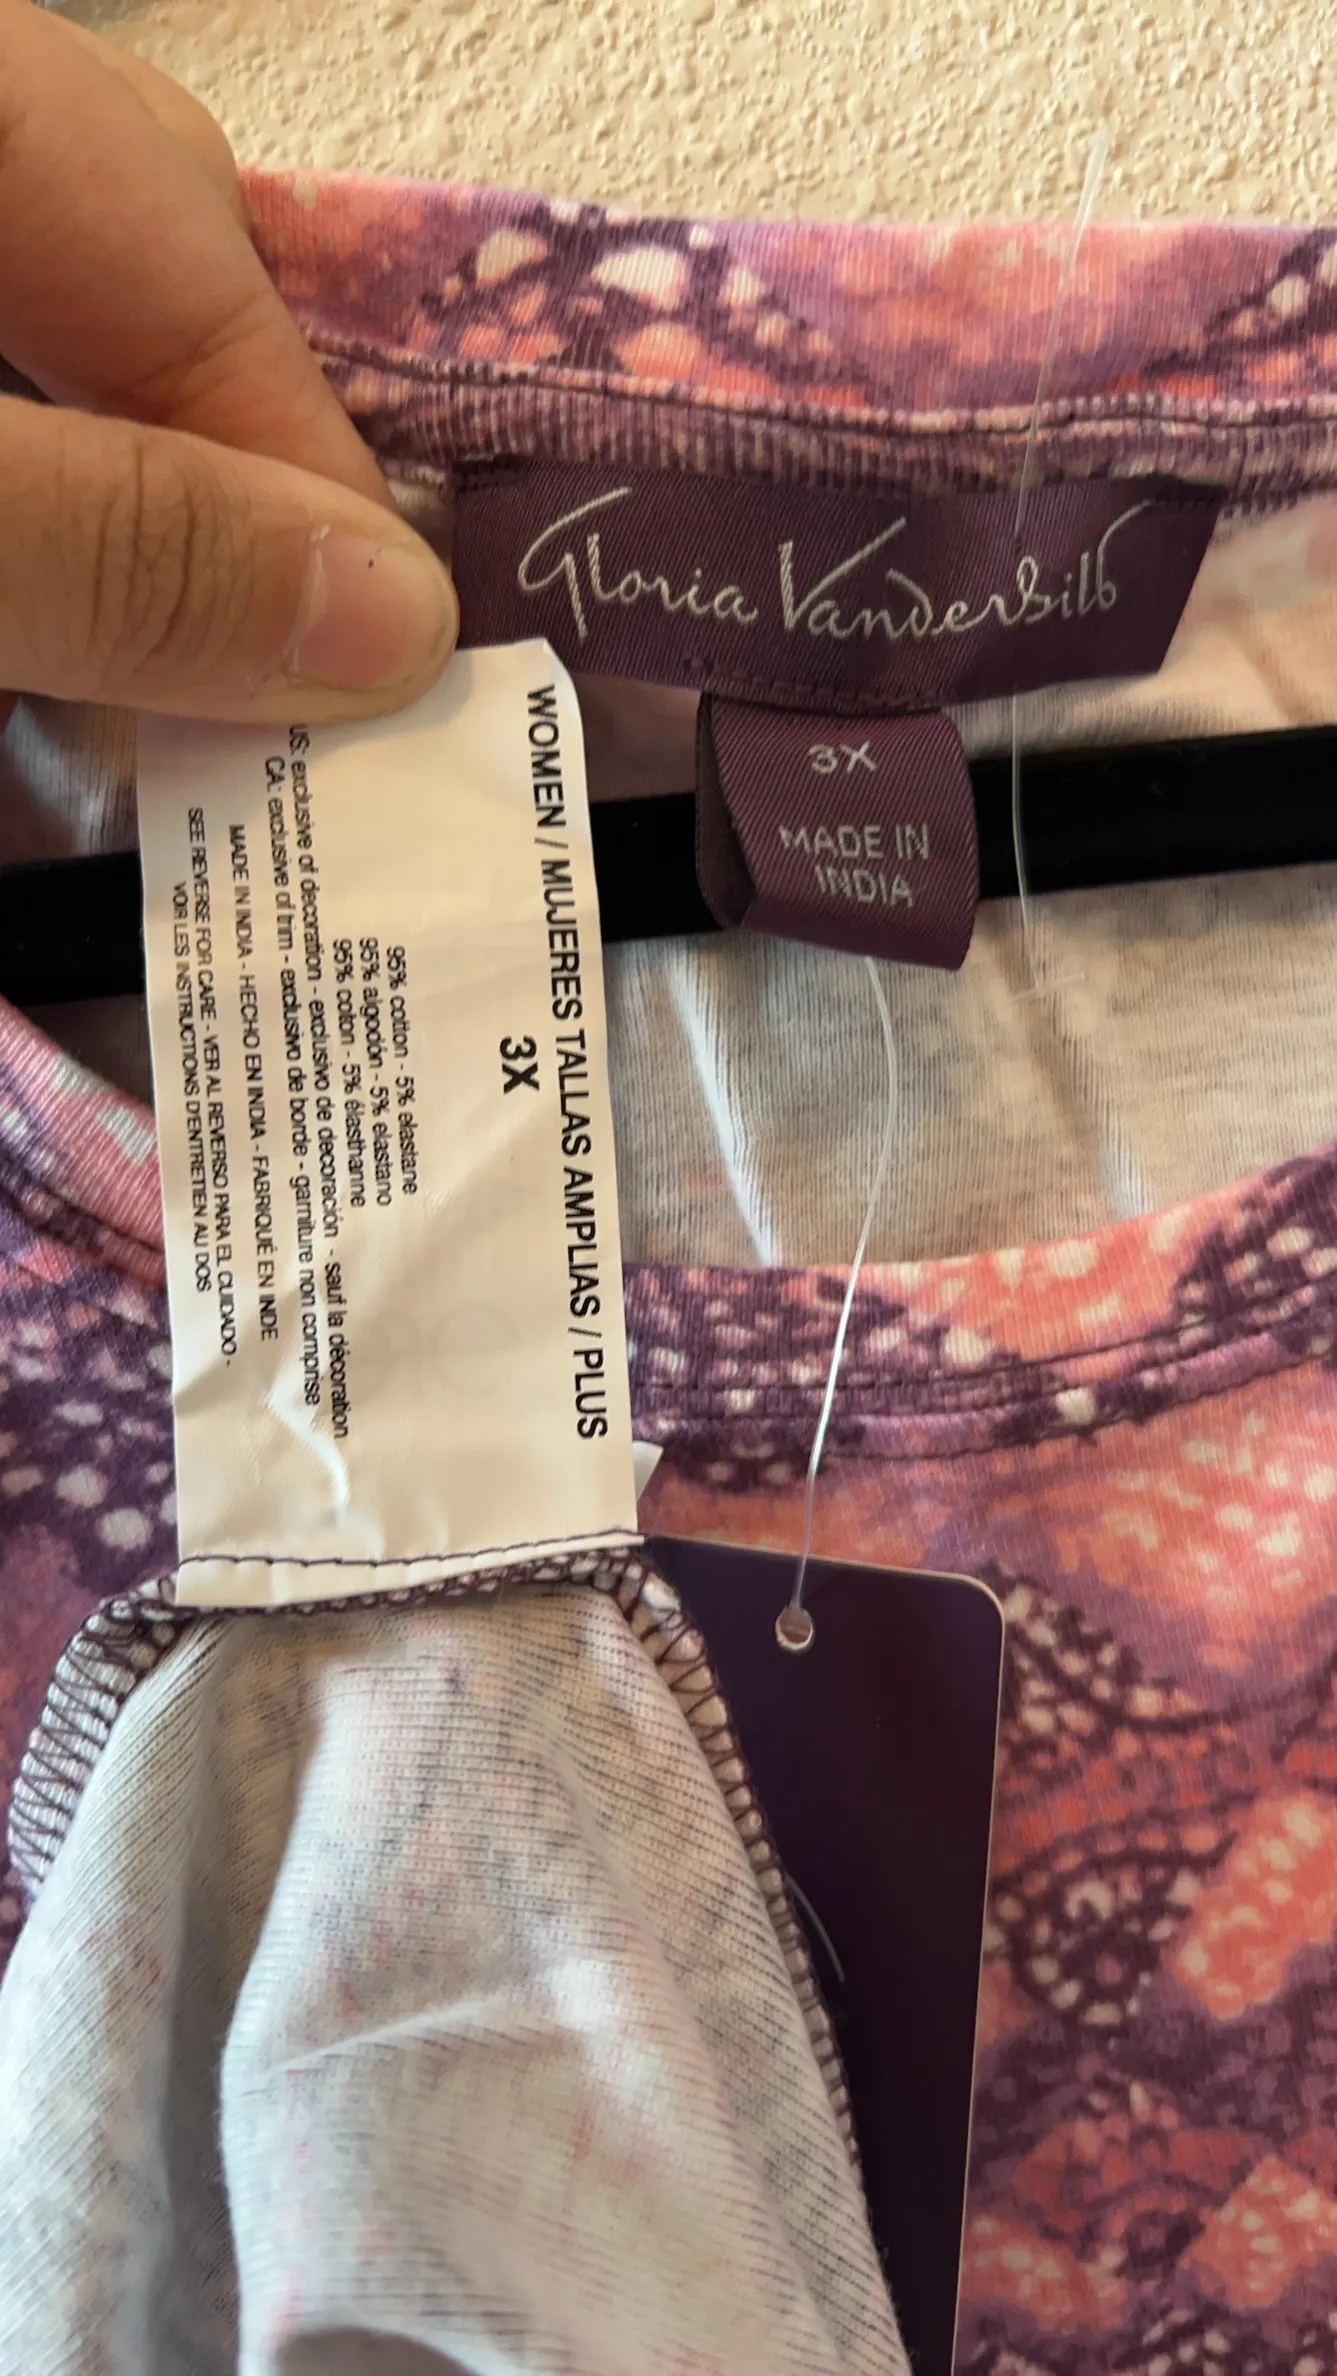 Gloria Vanderbilt
3X
MADE IN
INDIA
WOMEN / MUJERES TALLAS AMPLIAS / PLUS
3X
95% cotton - 5% elastane
95% algodón - 5% elastano
95% coton - 5% élasthanne
US: exclusive of decoration - exclusivo de decoración - sauf la décoration
CA: exclusive of trim - exclusivo de borde - garniture non comprise
MADE IN INDIA - HECHO EN INDIA - FABRIQUÉ EN INDE
SEE REVERSE FOR CARE - VER AL REVERSO PARA EL CUIDADO -
VOIR LES INSTRUCTIONS D'ENTRETIEN AU DOS